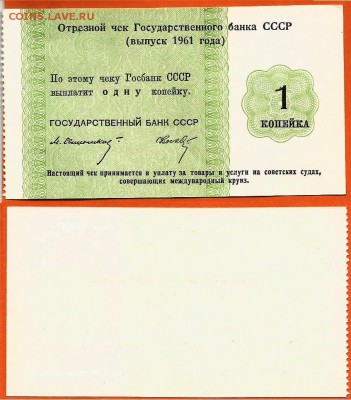 COINS.LAVE.RU
Отрезной чек Государственного банка СССР
(выпуск 1961 года)
По этому чеку Госбанк СССР
выплатит одну копейку.
ГОСУДАРСТВЕННЫЙ БАНК СССР
1
КОПЕЙКА
Настоящий чек принимается в уплату за товары и услуги на советских судах,
совершающих международный круиз.